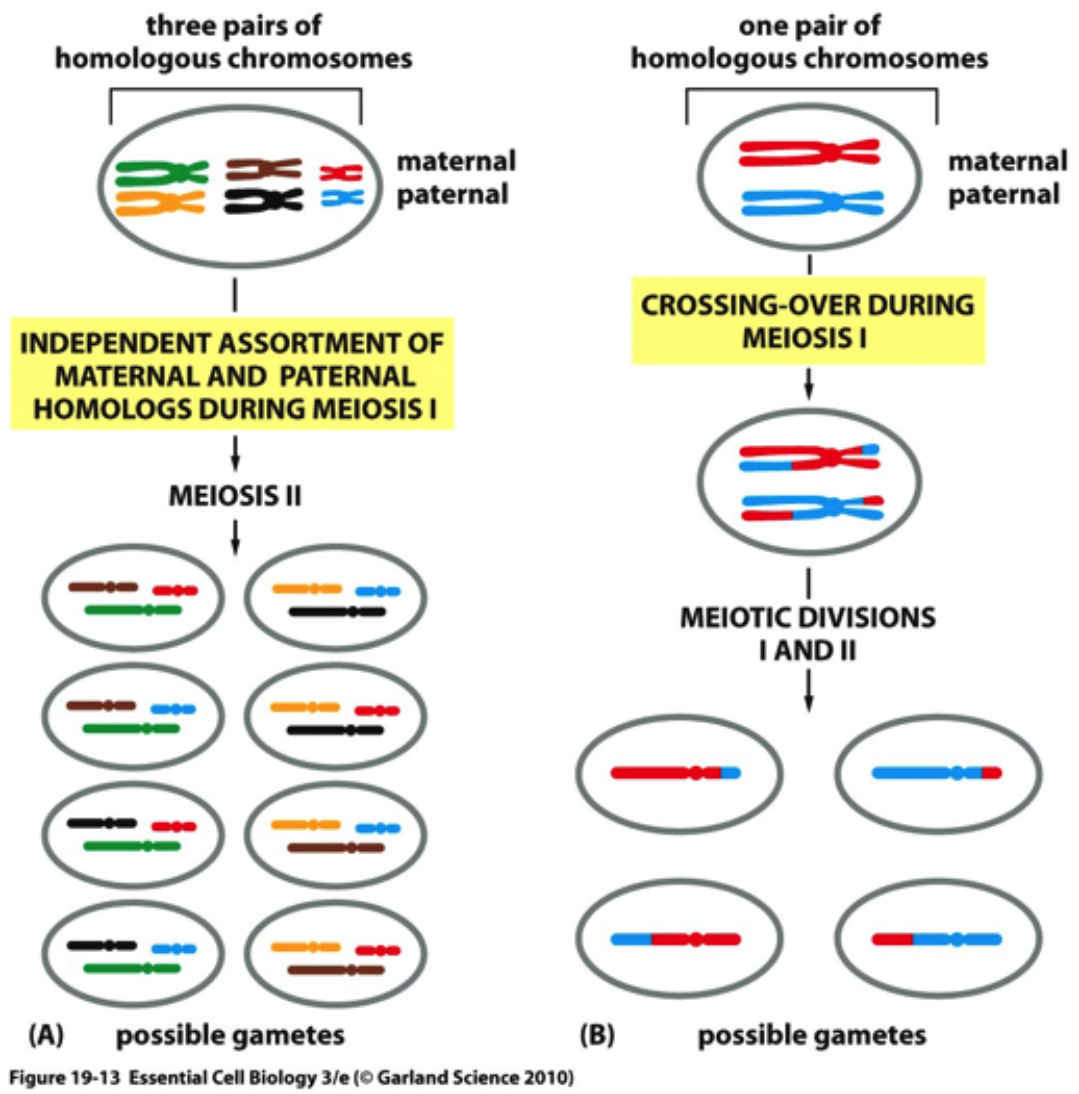 three pairs of
homologous chromosomes
maternal
paternal
INDEPENDENT ASSORTMENT OF
MATERNAL AND PATERNAL
HOMOLOGS DURING MEIOSIS I
MEIOSIS II
(A) possible gametes
one pair of
homologous chromosomes
maternal
paternal
CROSSING-OVER DURING
MEIOSIS I
MEIOTIC DIVISIONS
I AND II
(B) possible gametes
Figure 19-13 Essential Cell Biology 3/e (© Garland Science 2010)